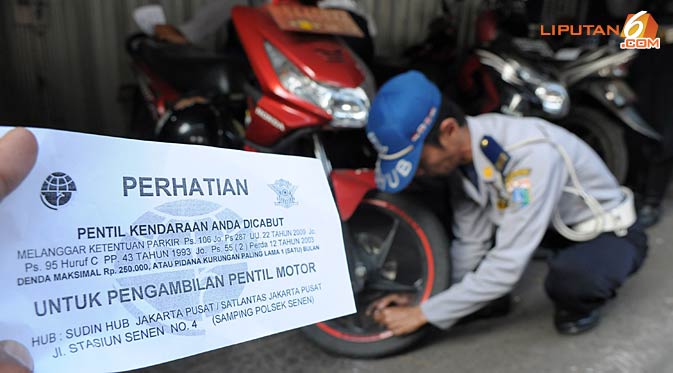 LIPUTAN 6
.COM
HUB
PERHATIAN
PENTIL KENDARAAN ANDA DICABUT
MELANGGAR KETENTUAN PARKIR Ps. 106 Jo. Ps 287 UU. 22 TAHUN 2009 Jo.
Ps. 95 Huruf C PP. 43 TAHUN 1993 Jo. Ps. 55 ( 2 ) Perda 12 TAHUN 2003
DENDA MAKSIMAL Rp. 250.000, ATAU PIDANA KURUNGAN PALING LAMA 1 (SATU) BULAN
UNTUK PENGAMBILAN PENTIL MOTOR
HUB : SUDIN HUB JAKARTA PUSAT / SATLANTAS JAKARTA PUSAT
JL. STASIUN SENEN NO. 4 (SAMPING POLSEK SENEN)